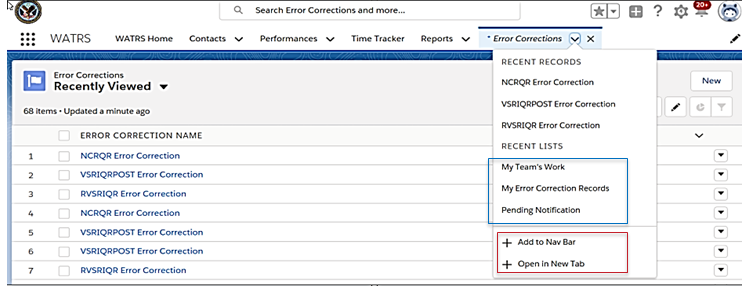 Search Error Corrections and more...
20+
WATRS
WATRS Home
Contacts
Performances
Time Tracker
Reports
* Error Corrections
Error Corrections
Recently Viewed
New
68 items • Updated a minute ago
ERROR CORRECTION NAME
1 NCRQR Error Correction
2 VSRIQRPOST Error Correction
3 RVSRIQR Error Correction
4 NCRQR Error Correction
5 VSRIQRPOST Error Correction
6 VSRIQRPOST Error Correction
7 RVSRIQR Error Correction
RECENT RECORDS
NCRQR Error Correction
VSRIQRPOST Error Correction
RVSRIQR Error Correction
RECENT LISTS
My Team's Work
My Error Correction Records
Pending Notification
+ Add to Nav Bar
+ Open in New Tab